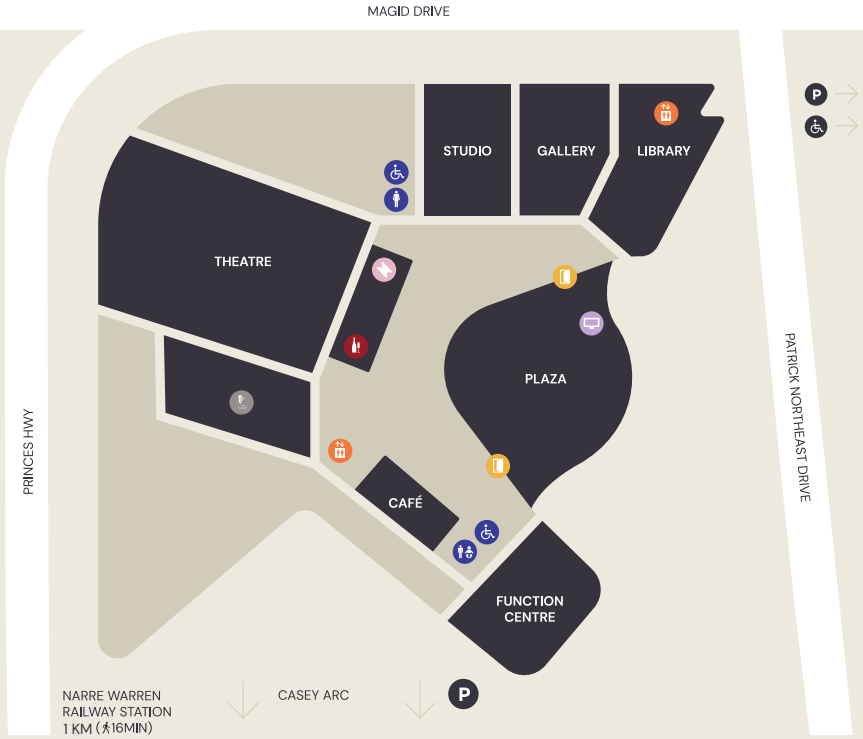 MAGID DRIVE
P
STUDIO
GALLERY
LIBRARY
THEATRE
PLAZA
PATRICK NORTHEAST DRIVE
PRINCES HWY
CAFÉ
FUNCTION
CENTRE
NARRE WARREN
RAILWAY STATION
1 KM (16MIN)
CASEY ARC
P